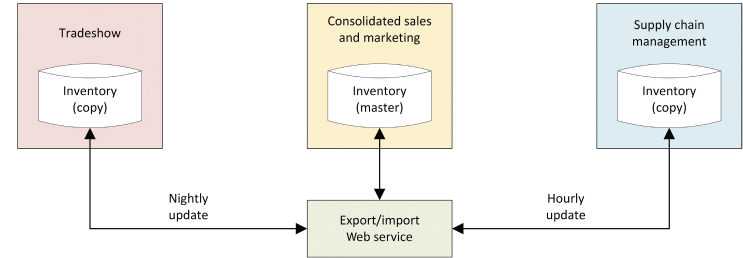 Tradeshow
Inventory
(copy)
Consolidated sales
and marketing
Inventory
(master)
Supply chain
management
Inventory
(copy)
Nightly
update
Export/import
Web service
Hourly
update